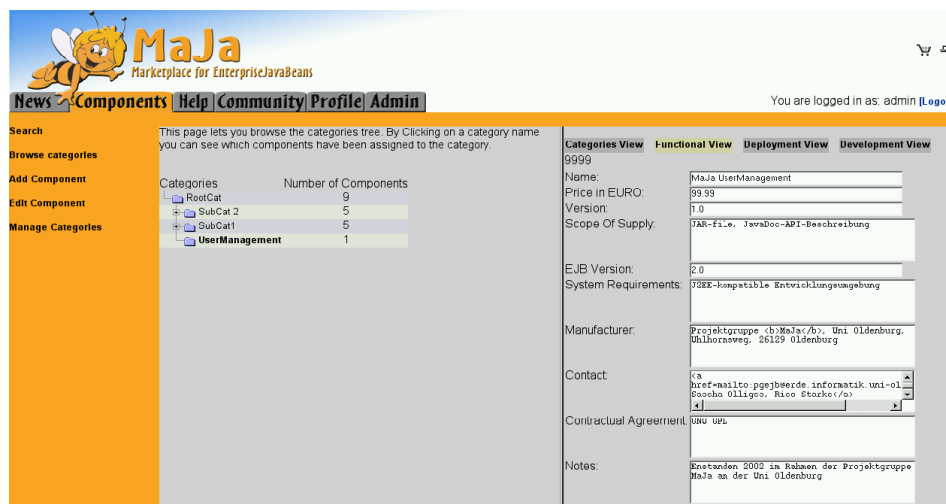 MaJa
Marketplace for EnterpriseJavaBeans
News Components Help Community Profile Admin
You are logged in as: admin [Logo
Search
Browse categories
Add Component
Edit Component
Manage Categories
This page lets you browse the categories tree. By Clicking on a category name
you can see which components have been assigned to the category.
Categories Number of Components
RootCat 9
SubCat 2 5
SubCat1 5
UserManagement 1
Categories View Functional View Deployment View Development View
9999
Name: MaJa UserManagement
Price in EURO: 99.99
Version: 1.0
Scope Of Supply: JAR-file, JavaDoc-API-Beschreibung
EJB Version: 2.0
System Requirements: J2EE-kompatible Entwicklungsumgebung
Manufacturer: Projektgruppe <b>MaJa</b>, Uni Oldenburg,
Uhlhornsweg, 26129 Oldenburg
Contact: <a
href=mailto:pgejb@erde.informatik.uni-ol
Sascha Olliges, Rico Starke</a>
Contractual Agreement: GNU GPL
Notes: Enstanden 2002 im Rahmen der Projektgruppe
MaJa an der Uni Oldenburg